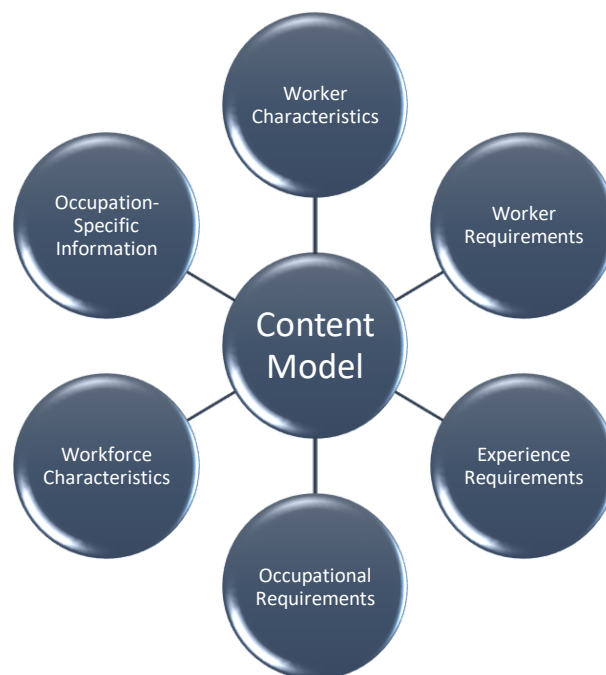 Worker
Characteristics
Occupation-
Specific
Information
Worker
Requirements
Content
Model
Workforce
Characteristics
Experience
Requirements
Occupational
Requirements